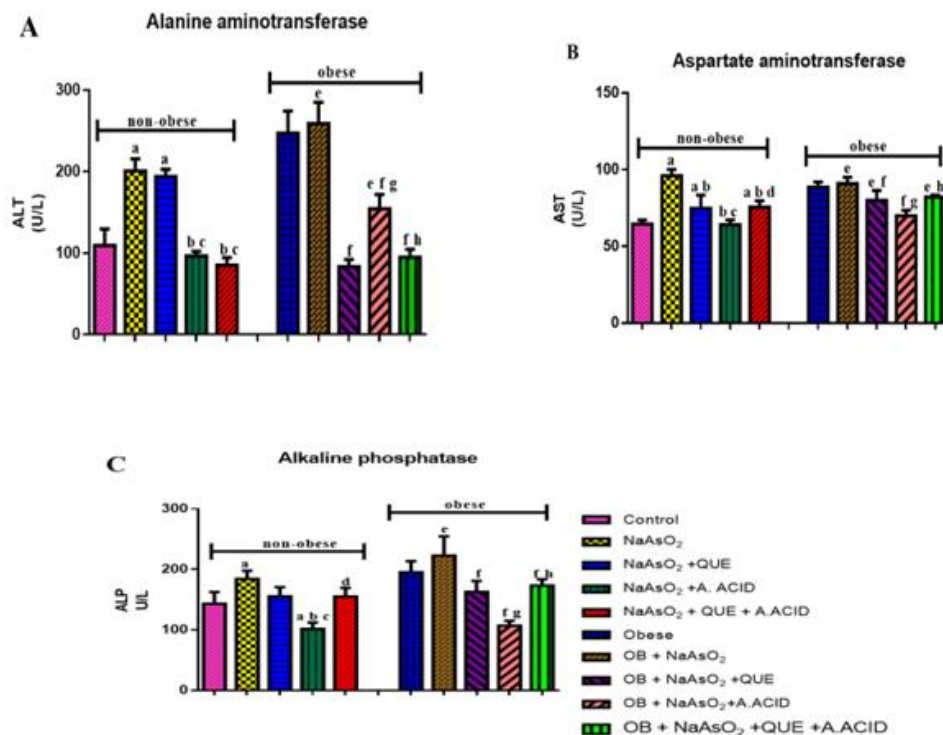 A
Alanine aminotransferase
obese
e
300
non-obese
a a
200
e f g
ALT
(U/L)
b c b c
f
f h
100
0
B
Aspartate aminotransferase
150
non-obese
obese
a
e
100
a b
a b d
e f
e h
AST
(U/L)
b c
f g
50
0
C
Alkaline phosphatase
300
obese
non-obese
e
a
d
f
f h
200
ALP
U/L
a b c
f g
100
0
Control
NaAsO₂
NaAsO₂ +QUE
NaAsO₂ +A. ACID
NaAsO₂ + QUE + A.ACID
Obese
OB + NaAsO₂
OB + NaAsO₂ +QUE
OB + NaAsO₂+A.ACID
OB + NaAsO₂ +QUE +A.ACID